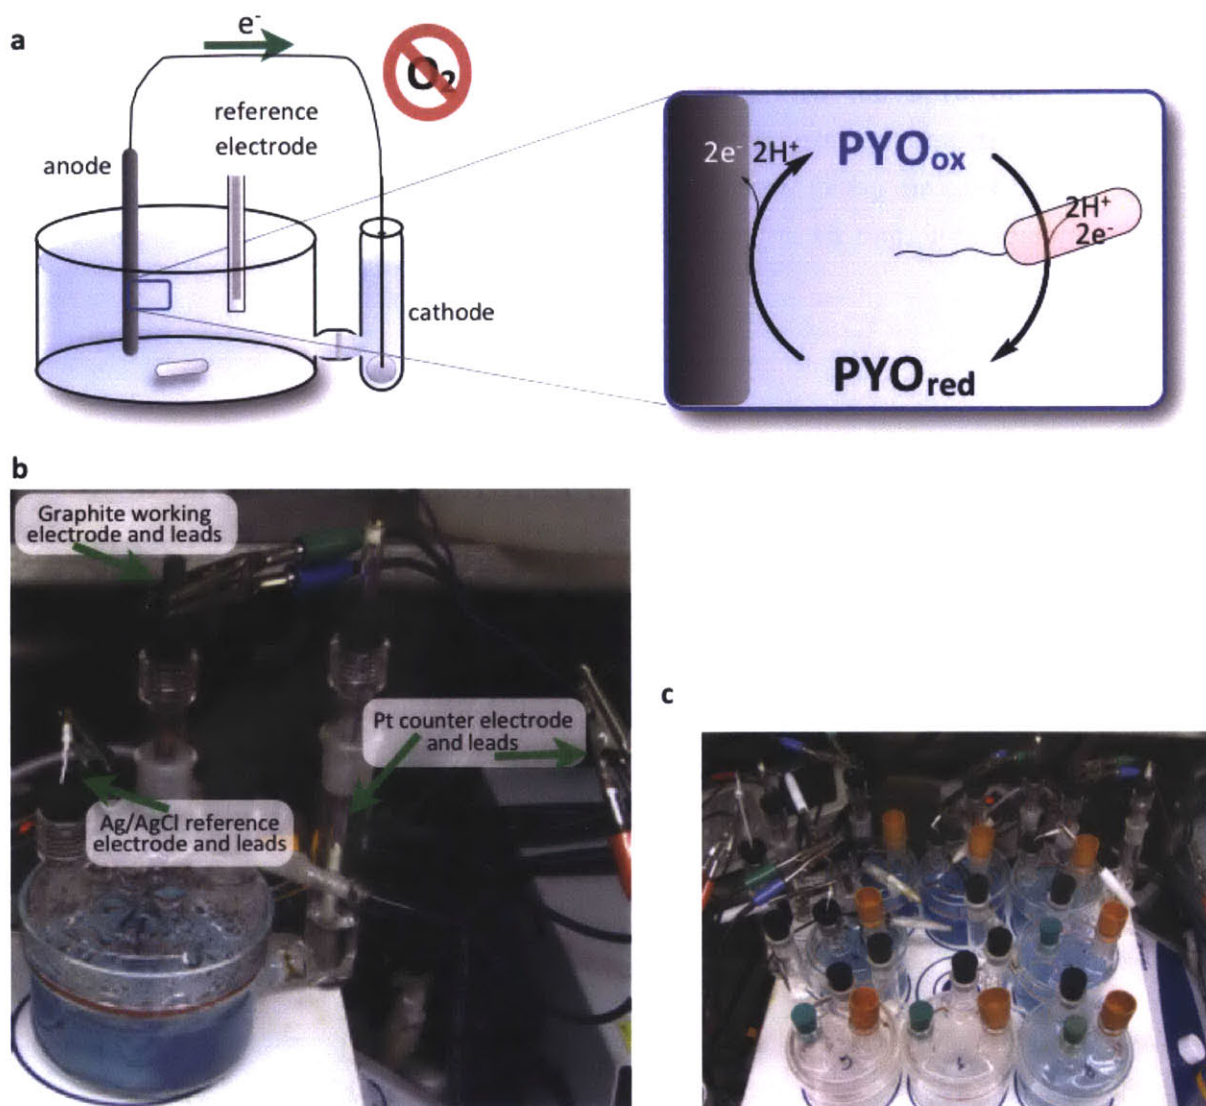 a
e⁻
O₂
reference
electrode
anode
cathode
2e⁻ 2H⁺
PYOox
2H⁺
2e⁻
PYOred
b
Graphite working
electrode and leads
Pt counter electrode
and leads
Ag/AgCl reference
electrode and leads
c